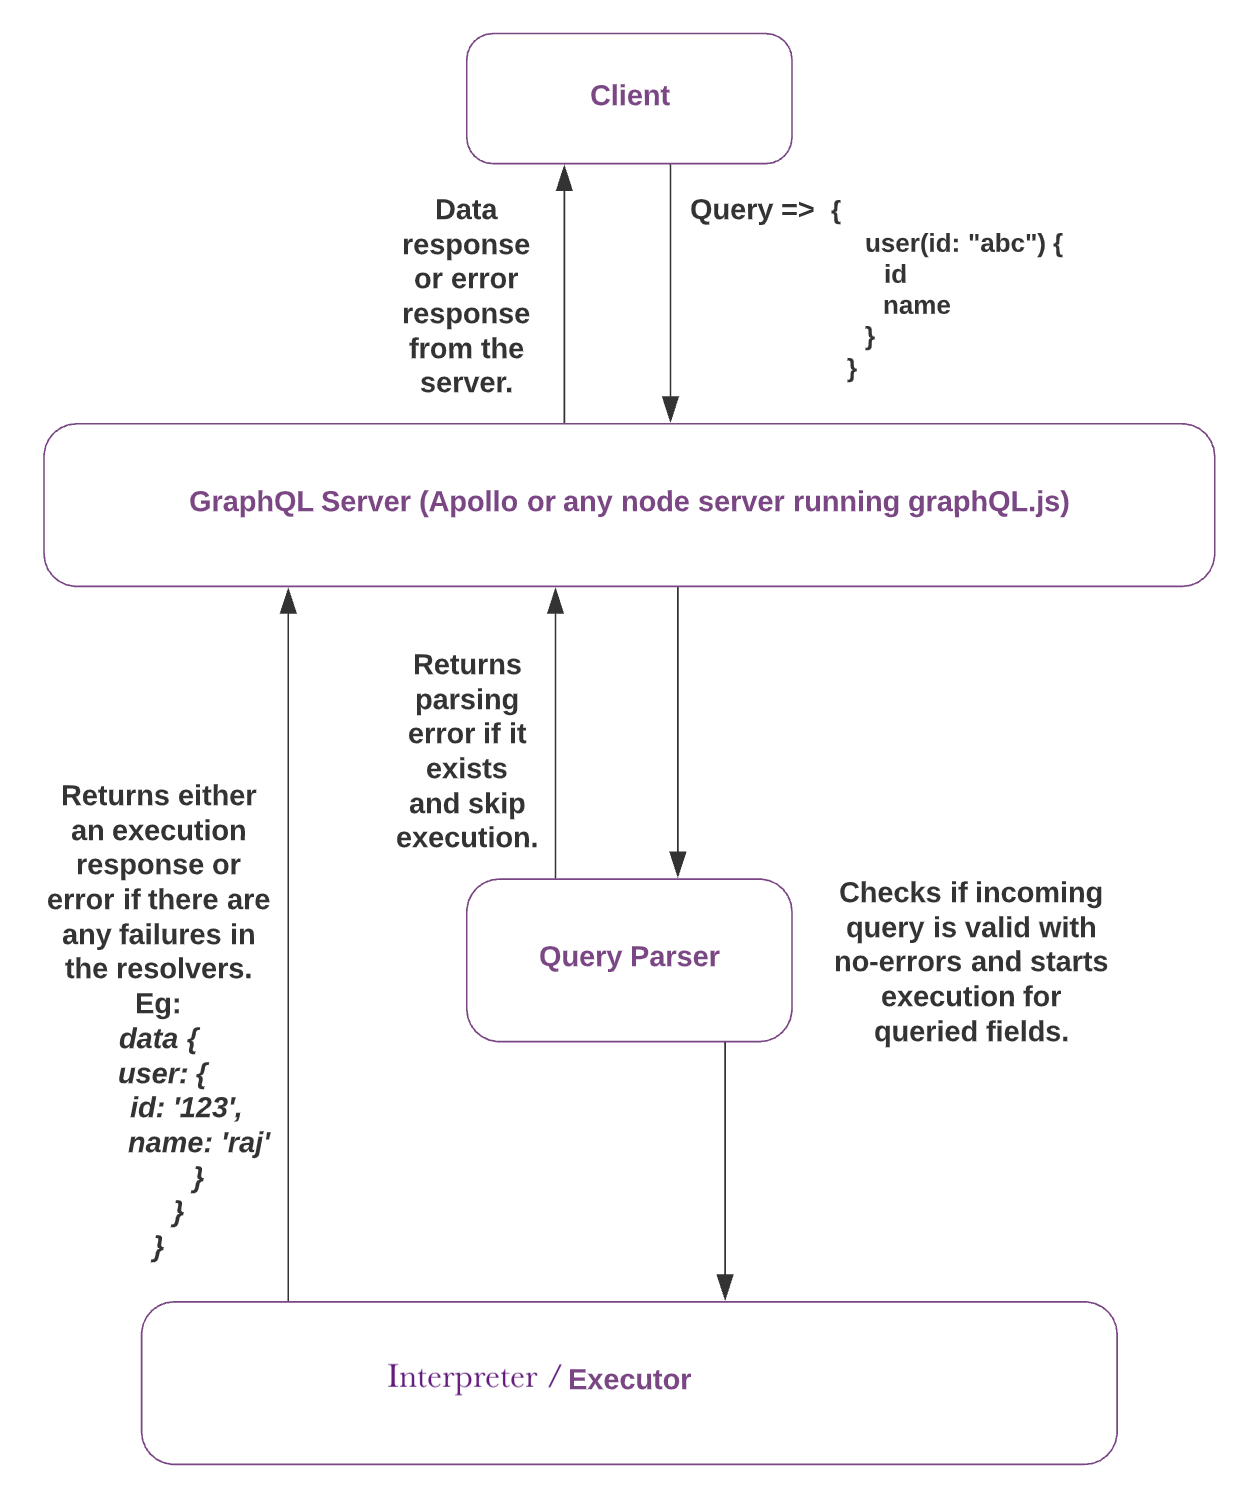 Client
Data
response
or error
response
from the
server.
Query => {
user(id: "abc") {
id
name
}
}
GraphQL Server (Apollo or any node server running graphQL.js)
Returns
parsing
error if it
exists
and skip
execution.
Returns either
an execution
response or
error if there are
any failures in
the resolvers.
Eg:
data {
user: {
id: '123',
name: 'raj'
}
}
}
Query Parser
Checks if incoming
query is valid with
no-errors and starts
execution for
queried fields.
Interpreter / Executor